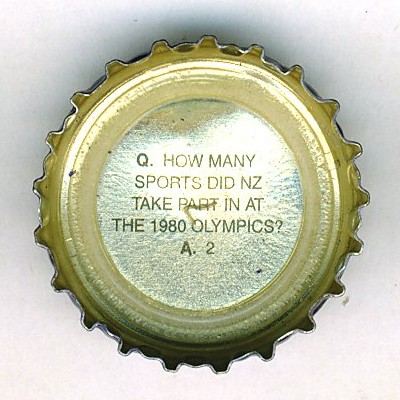 Q. HOW MANY
SPORTS DID NZ
TAKE PART IN AT
THE 1980 OLYMPICS?
A. 2